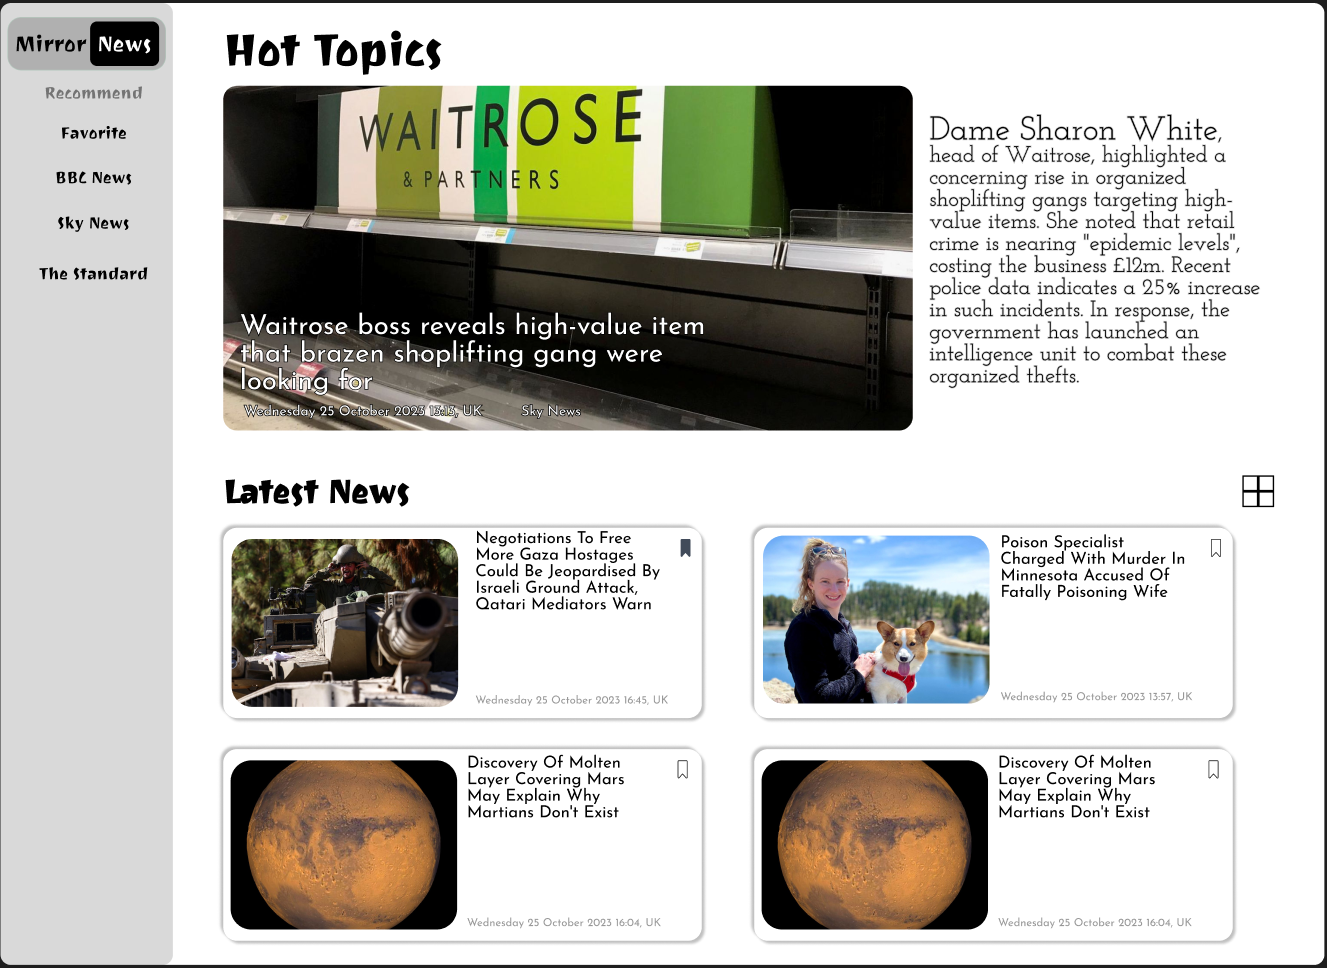 Mirror News
Recommend
Favorite
BBC News
Sky News
The Standard
Hot Topics
WAITROSE
& PARTNERS
Waitrose boss reveals high-value item
that brazen shoplifting gang were
looking for
Wednesday 25 October 2023 13:13, UK
Sky News
Dame Sharon White,
head of Waitrose, highlighted a
concerning rise in organized
shoplifting gangs targeting high-
value items. She noted that retail
crime is nearing "epidemic levels",
costing the business £12m. Recent
police data indicates a 25% increase
in such incidents. In response, the
government has launched an
intelligence unit to combat these
organized thefts.
Latest News
Negotiations To Free
More Gaza Hostages
Could Be Jeopardised By
Israeli Ground Attack,
Qatari Mediators Warn
Wednesday 25 October 2023 16:45, UK
Poison Specialist
Charged With Murder In
Minnesota Accused Of
Fatally Poisoning Wife
Wednesday 25 October 2023 13:57, UK
Discovery Of Molten
Layer Covering Mars
May Explain Why
Martians Don't Exist
Wednesday 25 October 2023 16:04, UK
Discovery Of Molten
Layer Covering Mars
May Explain Why
Martians Don't Exist
Wednesday 25 October 2023 16:04, UK